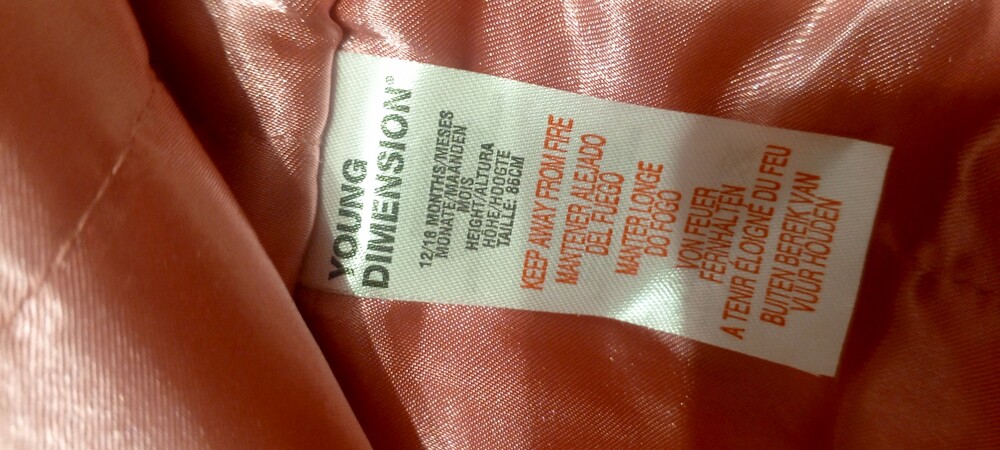 YOUNG
DIMENSION®
12/18 MONTHS/MESES
MONATE/MAANDEN
MOIS
HEIGHT/ALTURA
HÖHE/HOOGTE
TALLE: 86CM
KEEP AWAY FROM FIRE
MANTENER ALEJADO
DEL FUEGO
MANTER LONGE
DO FOGO
VON FEUER
FERNHALTEN
A TENIR ÉLOIGNÉ DU FEU
BUITEN BEREIK VAN
VUUR HOUDEN